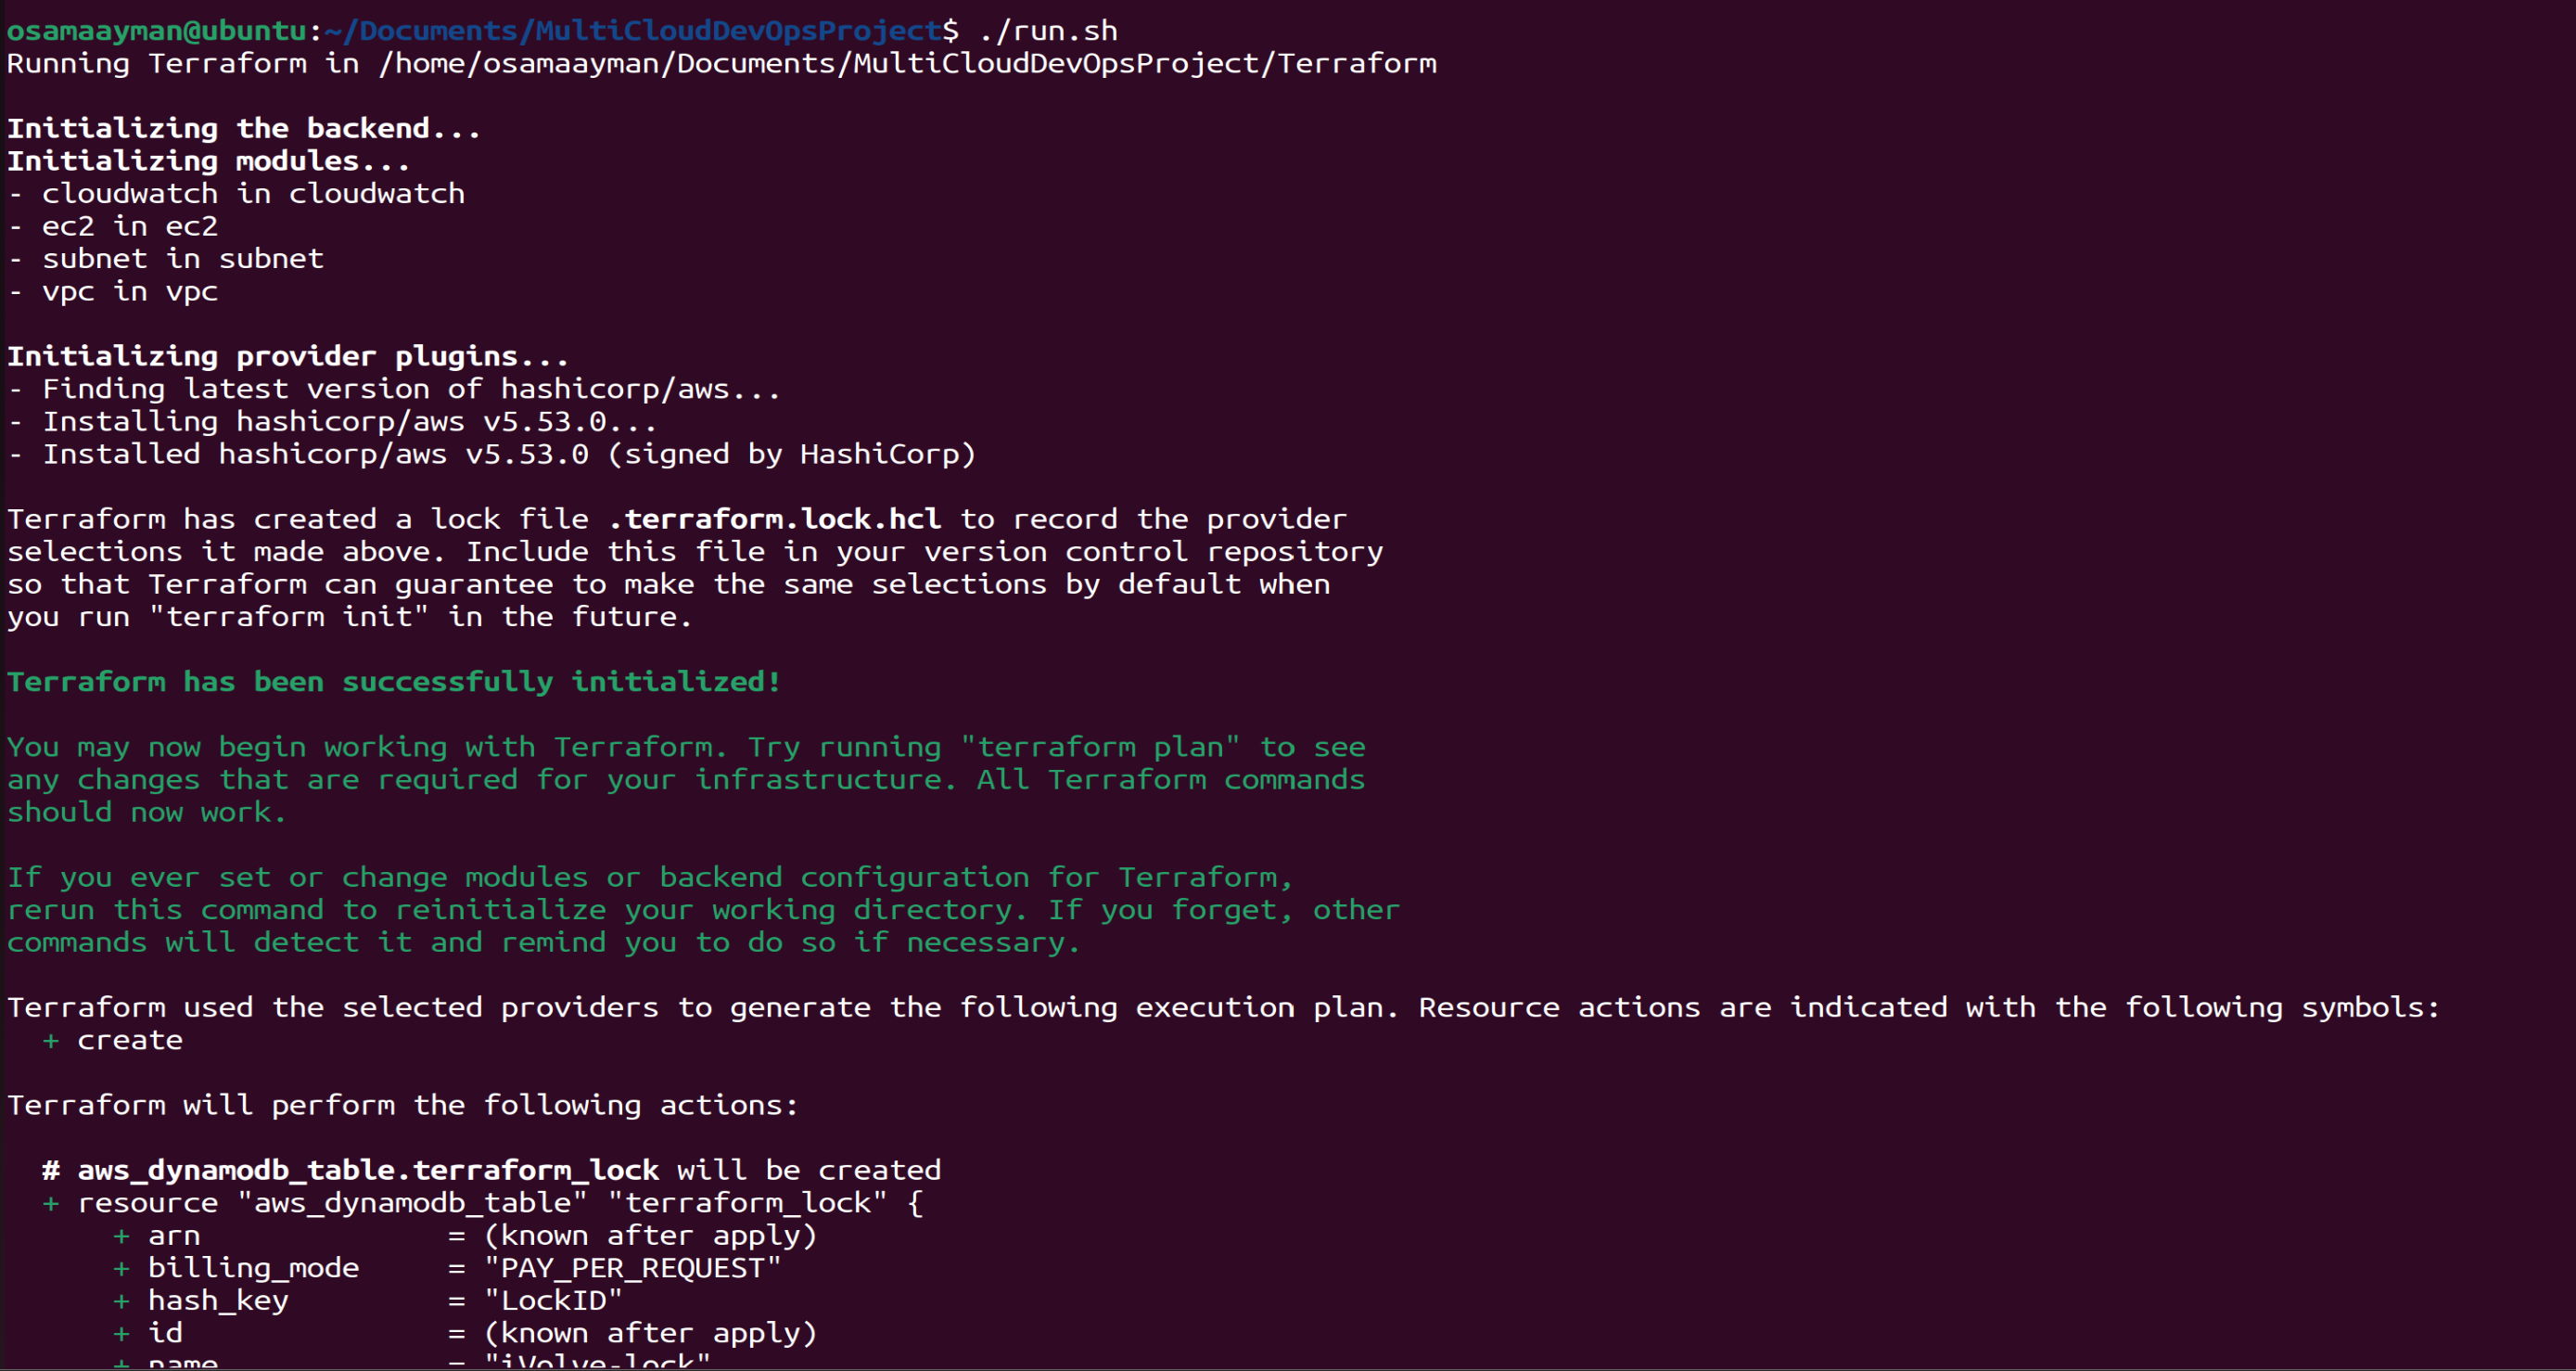 osamaayman@ubuntu:~/Documents/MultiCloudDevOpsProject$ ./run.sh
Running Terraform in /home/osamaayman/Documents/MultiCloudDevOpsProject/Terraform

Initializing the backend...
Initializing modules...
- cloudwatch in cloudwatch
- ec2 in ec2
- subnet in subnet
- vpc in vpc

Initializing provider plugins...
- Finding latest version of hashicorp/aws...
- Installing hashicorp/aws v5.53.0...
- Installed hashicorp/aws v5.53.0 (signed by HashiCorp)

Terraform has created a lock file .terraform.lock.hcl to record the provider
selections it made above. Include this file in your version control repository
so that Terraform can guarantee to make the same selections by default when
you run "terraform init" in the future.

Terraform has been successfully initialized!

You may now begin working with Terraform. Try running "terraform plan" to see
any changes that are required for your infrastructure. All Terraform commands
should now work.

If you ever set or change modules or backend configuration for Terraform,
rerun this command to reinitialize your working directory. If you forget, other
commands will detect it and remind you to do so if necessary.

Terraform used the selected providers to generate the following execution plan. Resource actions are indicated with the following symbols:
  + create

Terraform will perform the following actions:

  # aws_dynamodb_table.terraform_lock will be created
  + resource "aws_dynamodb_table" "terraform_lock" {
      + arn              = (known after apply)
      + billing_mode     = "PAY_PER_REQUEST"
      + hash_key         = "LockID"
      + id               = (known after apply)
      + name             = "iVolve-lock"